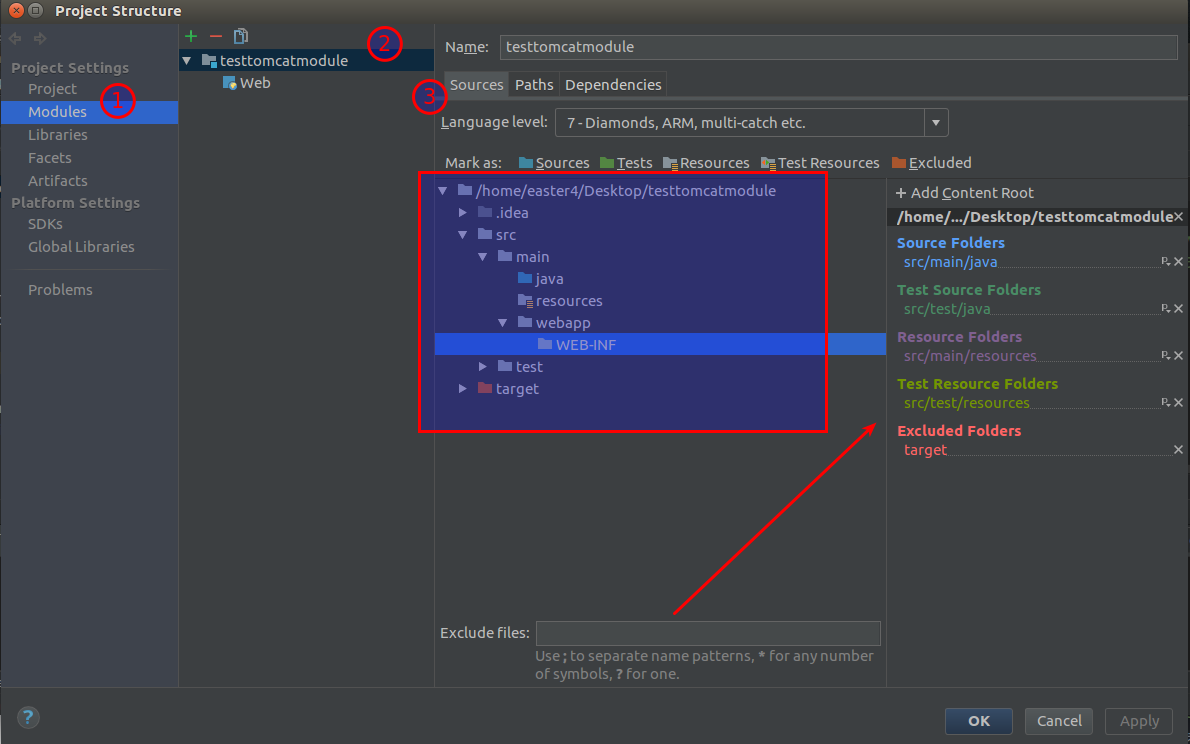 Project Structure
Project Settings
Project
Modules
Libraries
Facets
Artifacts
Platform Settings
SDKs
Global Libraries
Problems
1
2
testtomcatmodule
Web
3
Name: testtomcatmodule
Sources Paths Dependencies
Language level: 7 - Diamonds, ARM, multi-catch etc.
Mark as: Sources Tests Resources Test Resources Excluded
/home/easter4/Desktop/testtomcatmodule
.idea
src
main
java
resources
webapp
WEB-INF
test
target
+ Add Content Root
/home/.../Desktop/testtomcatmodule
Source Folders
src/main/java
Test Source Folders
src/test/java
Resource Folders
src/main/resources
Test Resource Folders
src/test/resources
Excluded Folders
target
Exclude files:
Use ; to separate name patterns, * for any number
of symbols, ? for one.
?
OK Cancel Apply